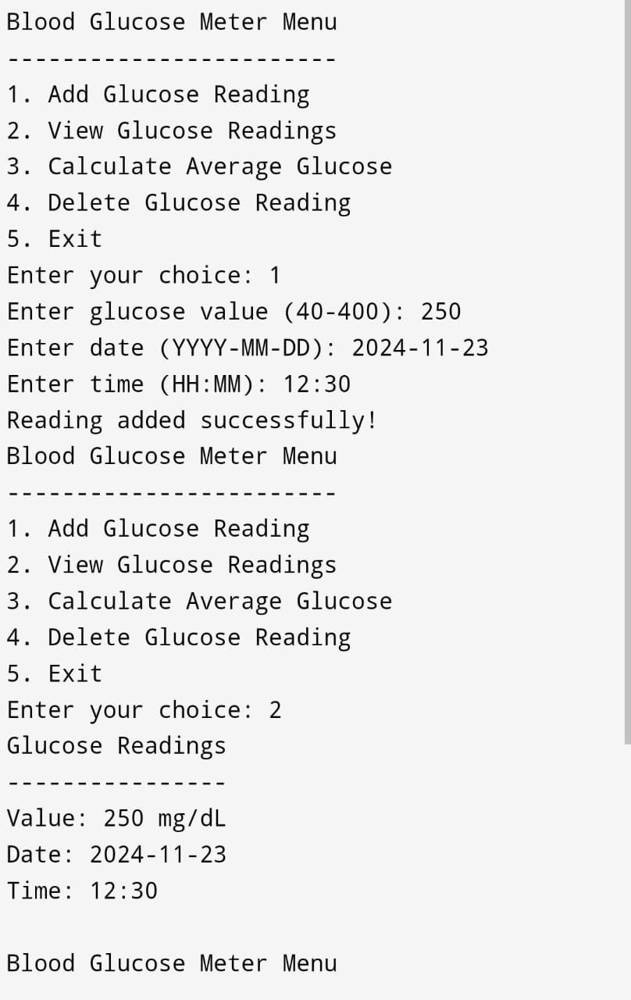 Blood Glucose Meter Menu
------------------------
1. Add Glucose Reading
2. View Glucose Readings
3. Calculate Average Glucose
4. Delete Glucose Reading
5. Exit
Enter your choice: 1
Enter glucose value (40-400): 250
Enter date (YYYY-MM-DD): 2024-11-23
Enter time (HH:MM): 12:30
Reading added successfully!
Blood Glucose Meter Menu
------------------------
1. Add Glucose Reading
2. View Glucose Readings
3. Calculate Average Glucose
4. Delete Glucose Reading
5. Exit
Enter your choice: 2
Glucose Readings
----------------
Value: 250 mg/dL
Date: 2024-11-23
Time: 12:30

Blood Glucose Meter Menu